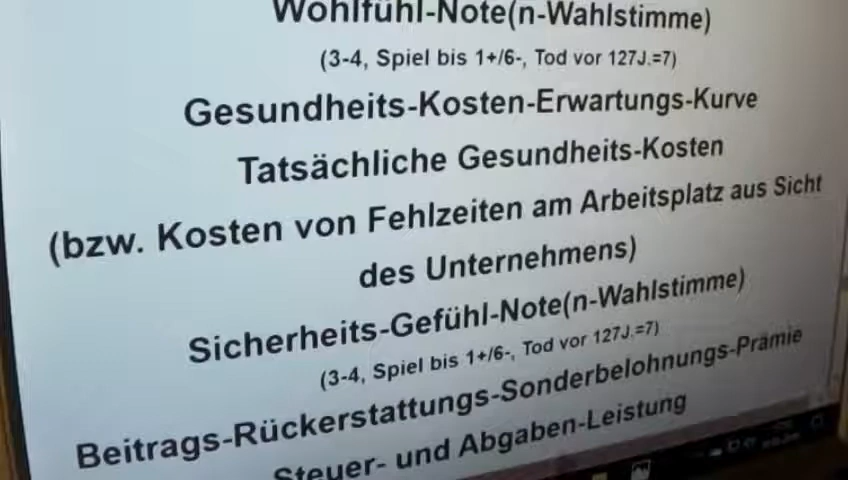 Wohlfühl-Note(n-Wahlstimme)
(3-4, Spiel bis 1+/6-, Tod vor 127J.=7)
Gesundheits-Kosten-Erwartungs-Kurve
Tatsächliche Gesundheits-Kosten
(bzw. Kosten von Fehlzeiten am Arbeitsplatz aus Sicht
des Unternehmens)
Sicherheits-Gefühl-Note(n-Wahlstimme)
(3-4, Spiel bis 1+/6-, Tod vor 127J.=7)
Beitrags-Rückerstattungs-Sonderbelohnungs-Prämie
Steuer- und Abgaben-Leistung